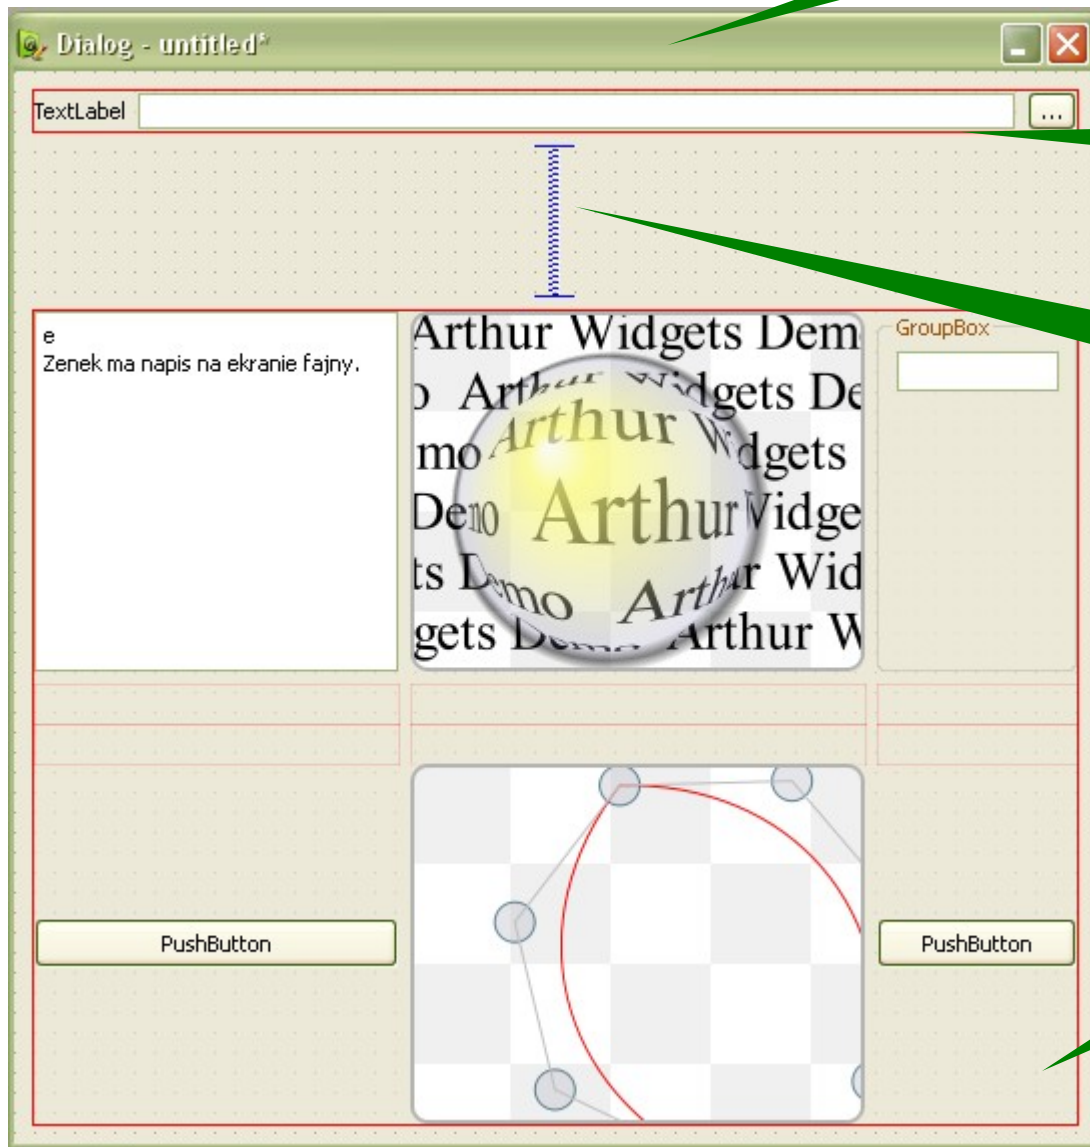 Dialog - untitled*
TextLabel
...
e
Zenek ma napis na ekranie fajny.
Arthur Widgets Dem
o Arthur Widgets De
mo Arthur Widgets
Demo Arthur Widge
ts Demo Arthur Wid
gets Demo Arthur W
GroupBox
PushButton
PushButton